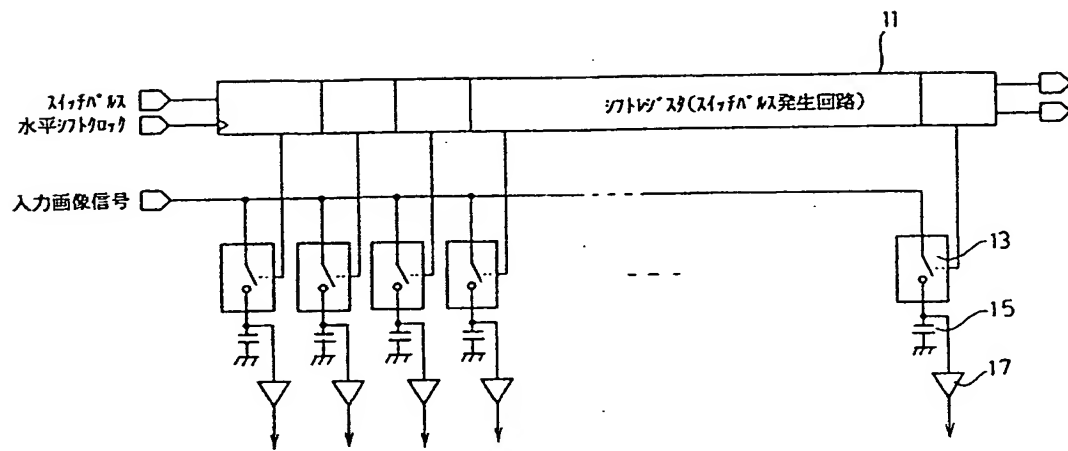 11
スイッチパルス
シフトレジスタ(スイッチパルス発生回路)
水平シフトクロック
入力画像信号
13
15
17